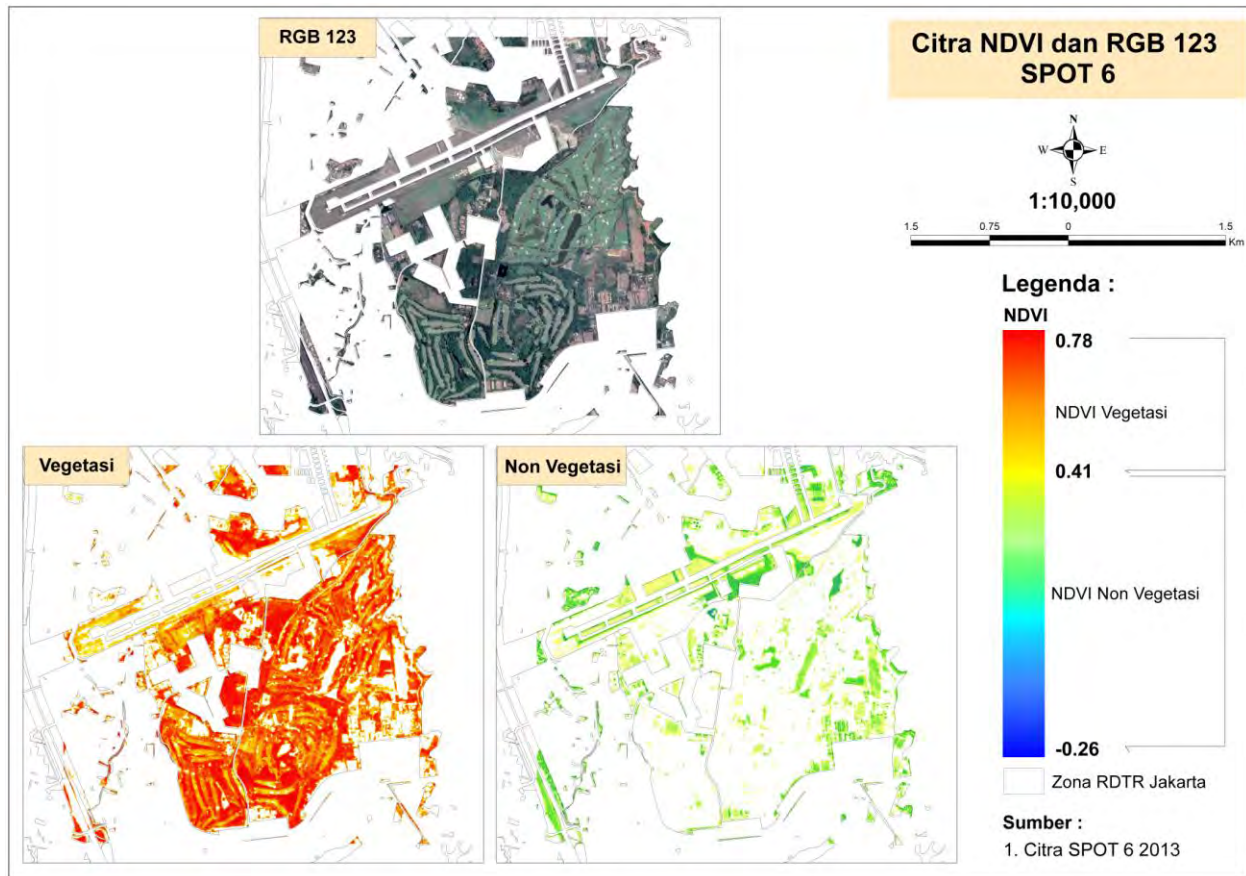 RGB 123
Citra NDVI dan RGB 123
SPOT 6
N
W E
S
1:10,000
1.5 0.75 0 1.5
Km
Legenda :
NDVI
0.78
NDVI Vegetasi
0.41
NDVI Non Vegetasi
-0.26
Zona RDTR Jakarta
Sumber :
1. Citra SPOT 6 2013
Vegetasi
Non Vegetasi